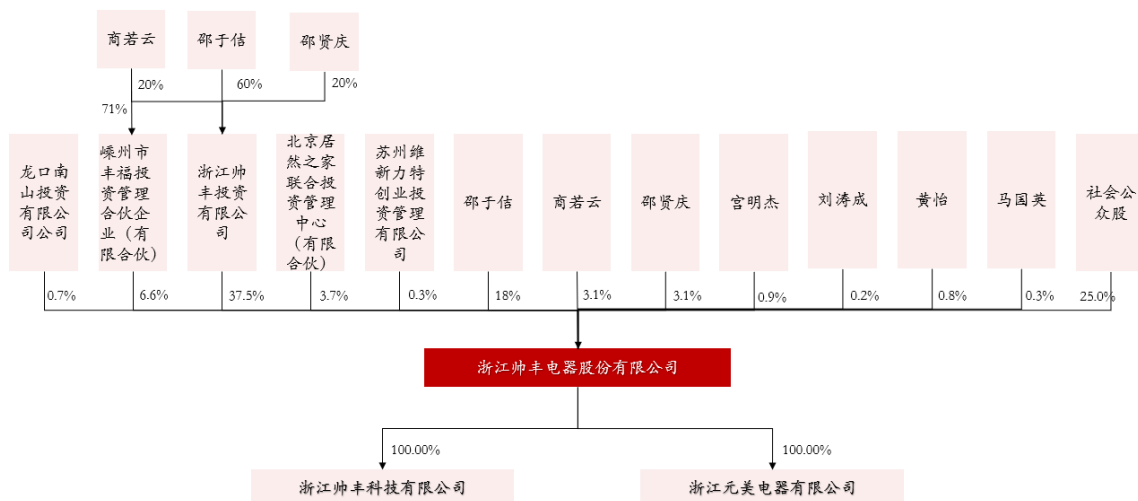 商若云
邵于佶
邵贤庆
20%
60%
20%
71%
龙口南
山投资
有限公
司公司
嵊州市
丰福投
资管理
合伙企
业（有
限合伙）
浙江帅
丰投资
有限公
司
北京居
然之家
联合投
资管理
中心
（有限
合伙）
苏州维
新力特
创业投
资管理
有限公
司
邵于佶
商若云
邵贤庆
宫明杰
刘涛成
黄怡
马国英
社会公
众股
0.7%
6.6%
37.5%
3.7%
0.3%
18%
3.1%
3.1%
0.9%
0.2%
0.8%
0.3%
25.0%
浙江帅丰电器股份有限公司
100.00%
100.00%
浙江帅丰科技有限公司
浙江元美电器有限公司